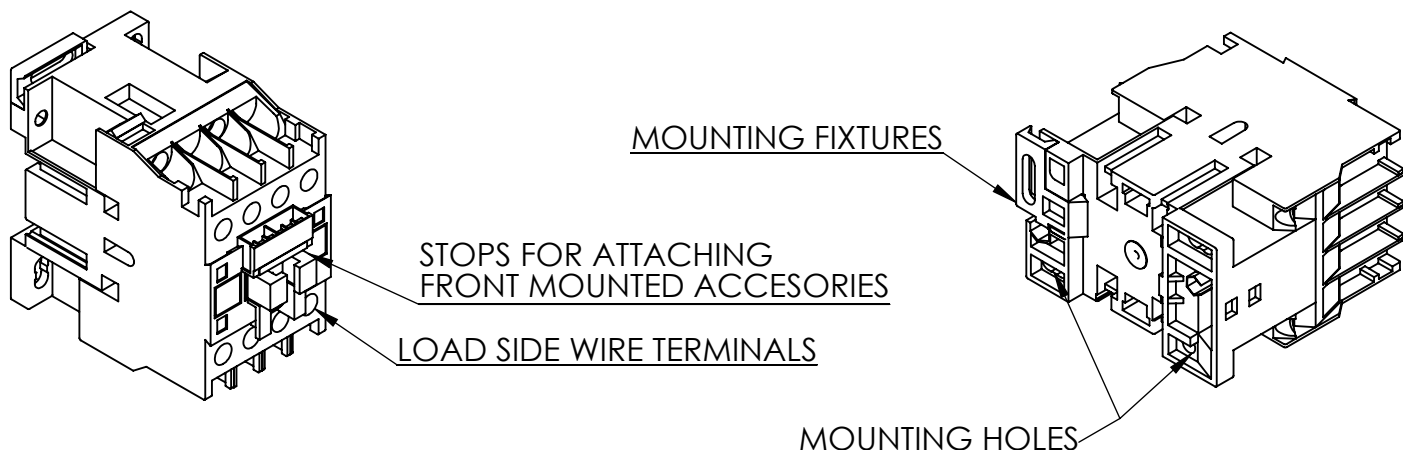 MOUNTING FIXTURES
STOPS FOR ATTACHING
FRONT MOUNTED ACCESORIES
LOAD SIDE WIRE TERMINALS
MOUNTING HOLES